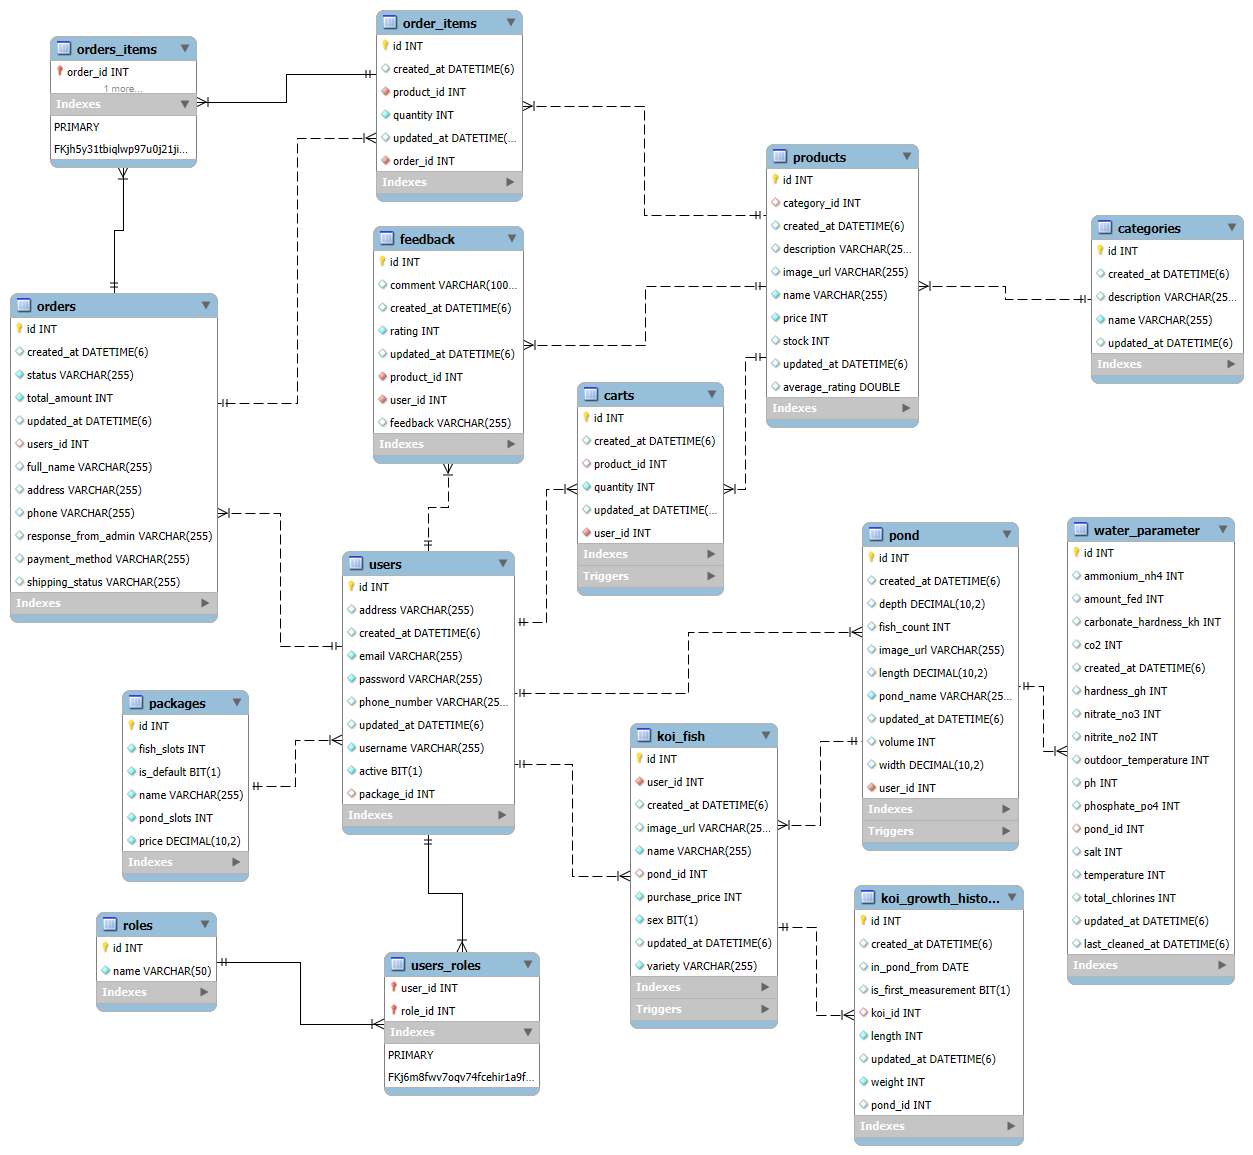 orders_items
order_id INT
1 more...
Indexes
PRIMARY
FKjh5y31tbiqlwp97u0j21ji...
order_items
id INT
created_at DATETIME(6)
product_id INT
quantity INT
updated_at DATETIME(...
order_id INT
Indexes
products
id INT
category_id INT
created_at DATETIME(6)
description VARCHAR(25...
image_url VARCHAR(255)
name VARCHAR(255)
price INT
stock INT
updated_at DATETIME(6)
average_rating DOUBLE
Indexes
categories
id INT
created_at DATETIME(6)
description VARCHAR(25...
name VARCHAR(255)
updated_at DATETIME(6)
Indexes
feedback
id INT
comment VARCHAR(100...
created_at DATETIME(6)
rating INT
updated_at DATETIME(6)
product_id INT
user_id INT
feedback VARCHAR(255)
Indexes
orders
id INT
created_at DATETIME(6)
status VARCHAR(255)
total_amount INT
updated_at DATETIME(6)
users_id INT
full_name VARCHAR(255)
address VARCHAR(255)
phone VARCHAR(255)
response_from_admin VARCHAR(255)
payment_method VARCHAR(255)
shipping_status VARCHAR(255)
Indexes
carts
id INT
created_at DATETIME(6)
product_id INT
quantity INT
updated_at DATETIME(...
user_id INT
Indexes
Triggers
users
id INT
address VARCHAR(255)
created_at DATETIME(6)
email VARCHAR(255)
password VARCHAR(255)
phone_number VARCHAR(25...
updated_at DATETIME(6)
username VARCHAR(255)
active BIT(1)
package_id INT
Indexes
pond
id INT
created_at DATETIME(6)
depth DECIMAL(10,2)
fish_count INT
image_url VARCHAR(255)
length DECIMAL(10,2)
pond_name VARCHAR(25...
updated_at DATETIME(6)
volume INT
width DECIMAL(10,2)
user_id INT
Indexes
Triggers
water_parameter
id INT
ammonium_nh4 INT
amount_fed INT
carbonate_hardness_kh INT
co2 INT
created_at DATETIME(6)
hardness_gh INT
nitrate_no3 INT
nitrite_no2 INT
outdoor_temperature INT
ph INT
phosphate_po4 INT
pond_id INT
salt INT
temperature INT
total_chlorines INT
updated_at DATETIME(6)
last_cleaned_at DATETIME(6)
Indexes
packages
id INT
fish_slots INT
is_default BIT(1)
name VARCHAR(255)
pond_slots INT
price DECIMAL(10,2)
Indexes
koi_fish
id INT
user_id INT
created_at DATETIME(6)
image_url VARCHAR(25...
name VARCHAR(255)
pond_id INT
purchase_price INT
sex BIT(1)
updated_at DATETIME(6)
variety VARCHAR(255)
Indexes
Triggers
koi_growth_histo...
id INT
created_at DATETIME(6)
in_pond_from DATE
is_first_measurement BIT(1)
koi_id INT
length INT
updated_at DATETIME(6)
weight INT
pond_id INT
Indexes
roles
id INT
name VARCHAR(50)
Indexes
users_roles
user_id INT
role_id INT
Indexes
PRIMARY
FKj6m8fwv7oqv74fcehir1a9f...